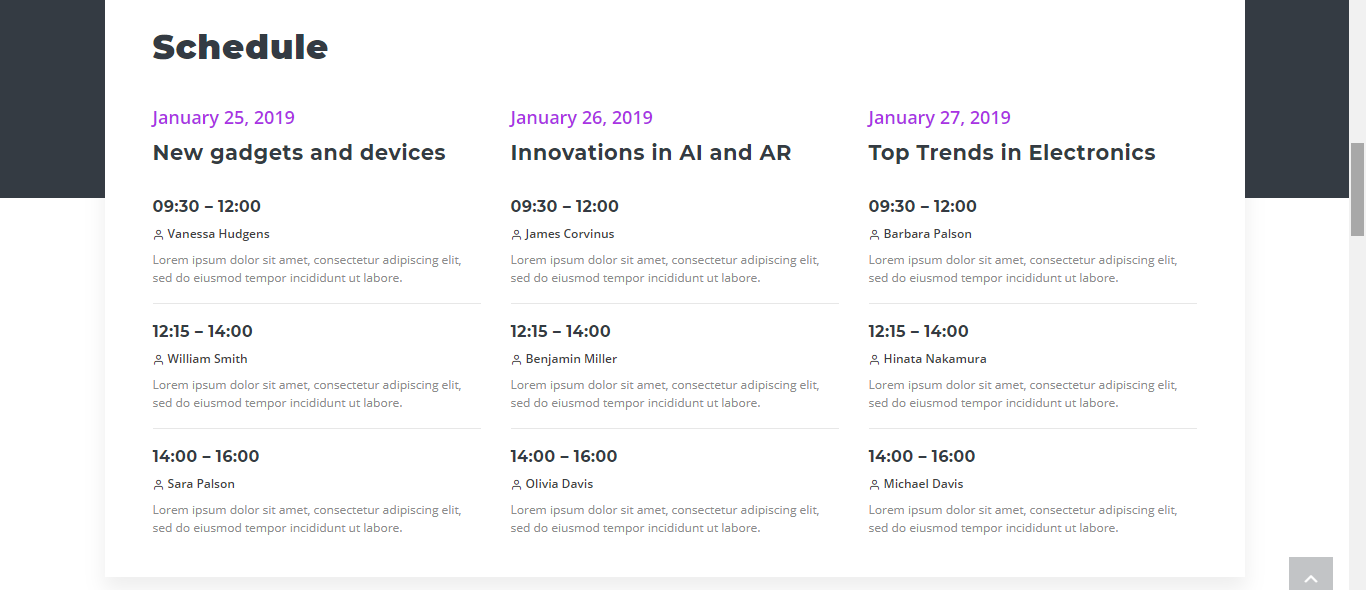 Schedule
January 25, 2019
New gadgets and devices
09:30 – 12:00
Vanessa Hudgens
Lorem ipsum dolor sit amet, consectetur adipiscing elit,
sed do eiusmod tempor incididunt ut labore.
12:15 – 14:00
William Smith
Lorem ipsum dolor sit amet, consectetur adipiscing elit,
sed do eiusmod tempor incididunt ut labore.
14:00 – 16:00
Sara Palson
Lorem ipsum dolor sit amet, consectetur adipiscing elit,
sed do eiusmod tempor incididunt ut labore.
January 26, 2019
Innovations in AI and AR
09:30 – 12:00
James Corvinus
Lorem ipsum dolor sit amet, consectetur adipiscing elit,
sed do eiusmod tempor incididunt ut labore.
12:15 – 14:00
Benjamin Miller
Lorem ipsum dolor sit amet, consectetur adipiscing elit,
sed do eiusmod tempor incididunt ut labore.
14:00 – 16:00
Olivia Davis
Lorem ipsum dolor sit amet, consectetur adipiscing elit,
sed do eiusmod tempor incididunt ut labore.
January 27, 2019
Top Trends in Electronics
09:30 – 12:00
Barbara Palson
Lorem ipsum dolor sit amet, consectetur adipiscing elit,
sed do eiusmod tempor incididunt ut labore.
12:15 – 14:00
Hinata Nakamura
Lorem ipsum dolor sit amet, consectetur adipiscing elit,
sed do eiusmod tempor incididunt ut labore.
14:00 – 16:00
Michael Davis
Lorem ipsum dolor sit amet, consectetur adipiscing elit,
sed do eiusmod tempor incididunt ut labore.